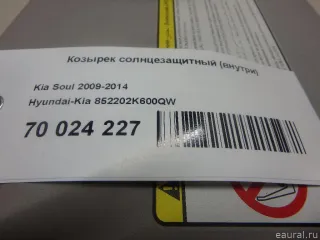 Козырек солнцезащитный (внутри)
Kia Soul 2009-2014
Hyundai-Kia 852202K600QW
70 024 227
eaural.ru